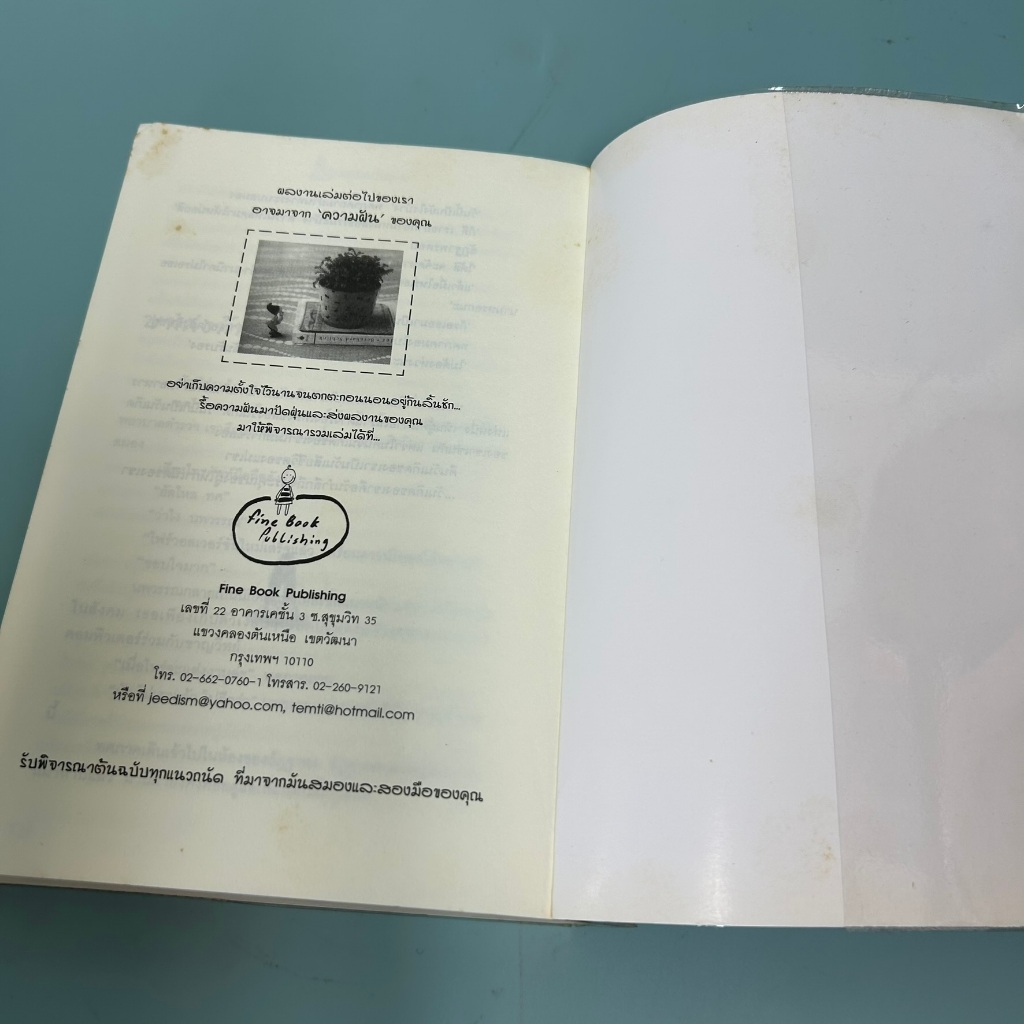 ผลงานเล่มต่อไปของเรา
อาจมาจาก 'ความฝัน' ของคุณ
อย่าเก็บความตั้งใจไว้นานจนตกตะกอนนอนอยู่ก้นลิ้นชัก...
รื้อความฝันมาปัดฝุ่นและส่งผลงานของคุณ
มาให้พิจารณารวมเล่มได้ที่...
fine Book
Publishing
Fine Book Publishing
เลขที่ 22 อาคารเคชั้น 3 ซ.สุขุมวิท 35
แขวงคลองตันเหนือ เขตวัฒนา
กรุงเทพฯ 10110
โทร. 02-662-0760-1 โทรสาร. 02-260-9121
หรือที่ jeedism@yahoo.com, temti@hotmail.com
รับพิจารณาต้นฉบับทุกแนวถนัด ที่มาจากมันสมองและสองมือของคุณ